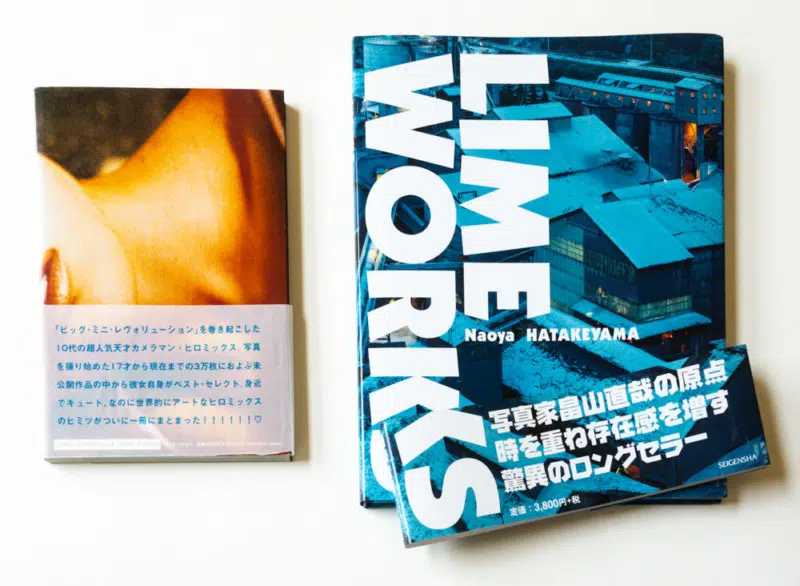 「ビッグ・ミニ・レヴォリューション」を巻き起こした
10代の超人気天才カメラマン・ヒロミックス。写真
を撮り始めた17才から現在までの3万枚におよぶ未
公開作品の中から彼女自身がベスト・セレクト。身近
でキュート、なのに世界的にアートなヒロミックス
のヒミツがついに一冊にまとまった!!!!!!♡
LIME
WORKS
Naoya HATAKEYAMA
写真家畠山直哉の原点
時を重ね存在感を増す
驚異のロングセラー
定価:3,800円+税
SEIGENSHA